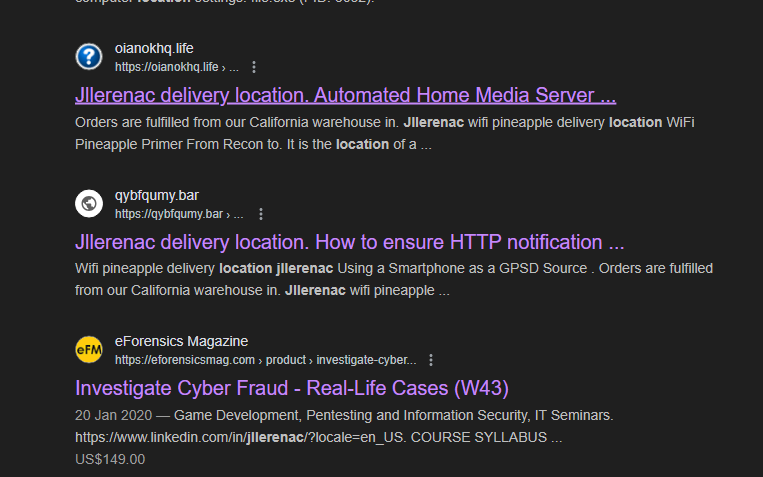 oianokhq.life
https://oianokhq.life › ...
Jllerenac delivery location. Automated Home Media Server ...
Orders are fulfilled from our California warehouse in. Jllerenac wifi pineapple delivery location WiFi
Pineapple Primer From Recon to. It is the location of a ...
qybfqumy.bar
https://qybfqumy.bar › ...
Jllerenac delivery location. How to ensure HTTP notification ...
Wifi pineapple delivery location jllerenac Using a Smartphone as a GPSD Source . Orders are fulfilled
from our California warehouse in. Jllerenac wifi pineapple ...
eFM
eForensics Magazine
https://eforensicsmag.com › product › investigate-cyber...
Investigate Cyber Fraud - Real-Life Cases (W43)
20 Jan 2020 — Game Development, Pentesting and Information Security, IT Seminars.
https://www.linkedin.com/in/jllerenac/?locale=en_US. COURSE SYLLABUS ...
US$149.00